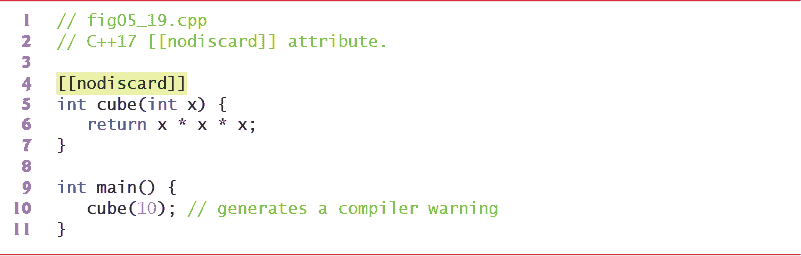 1 // fig05_19.cpp
2 // C++17 [[nodiscard]] attribute.
3
4 [[nodiscard]]
5 int cube(int x) {
6    return x * x * x;
7 }
8
9 int main() {
10    cube(10); // generates a compiler warning
11 }